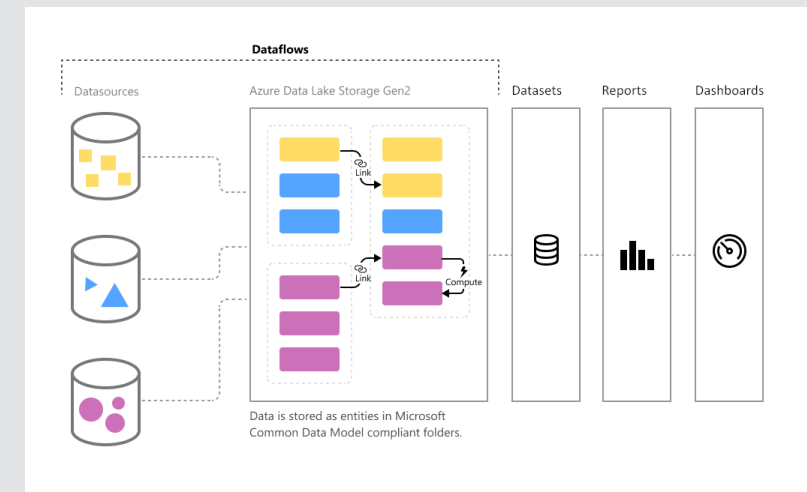 Dataflows
Datasources
Azure Data Lake Storage Gen2
Datasets
Reports
Dashboards
Link
Link
Compute
Data is stored as entities in Microsoft
Common Data Model compliant folders.